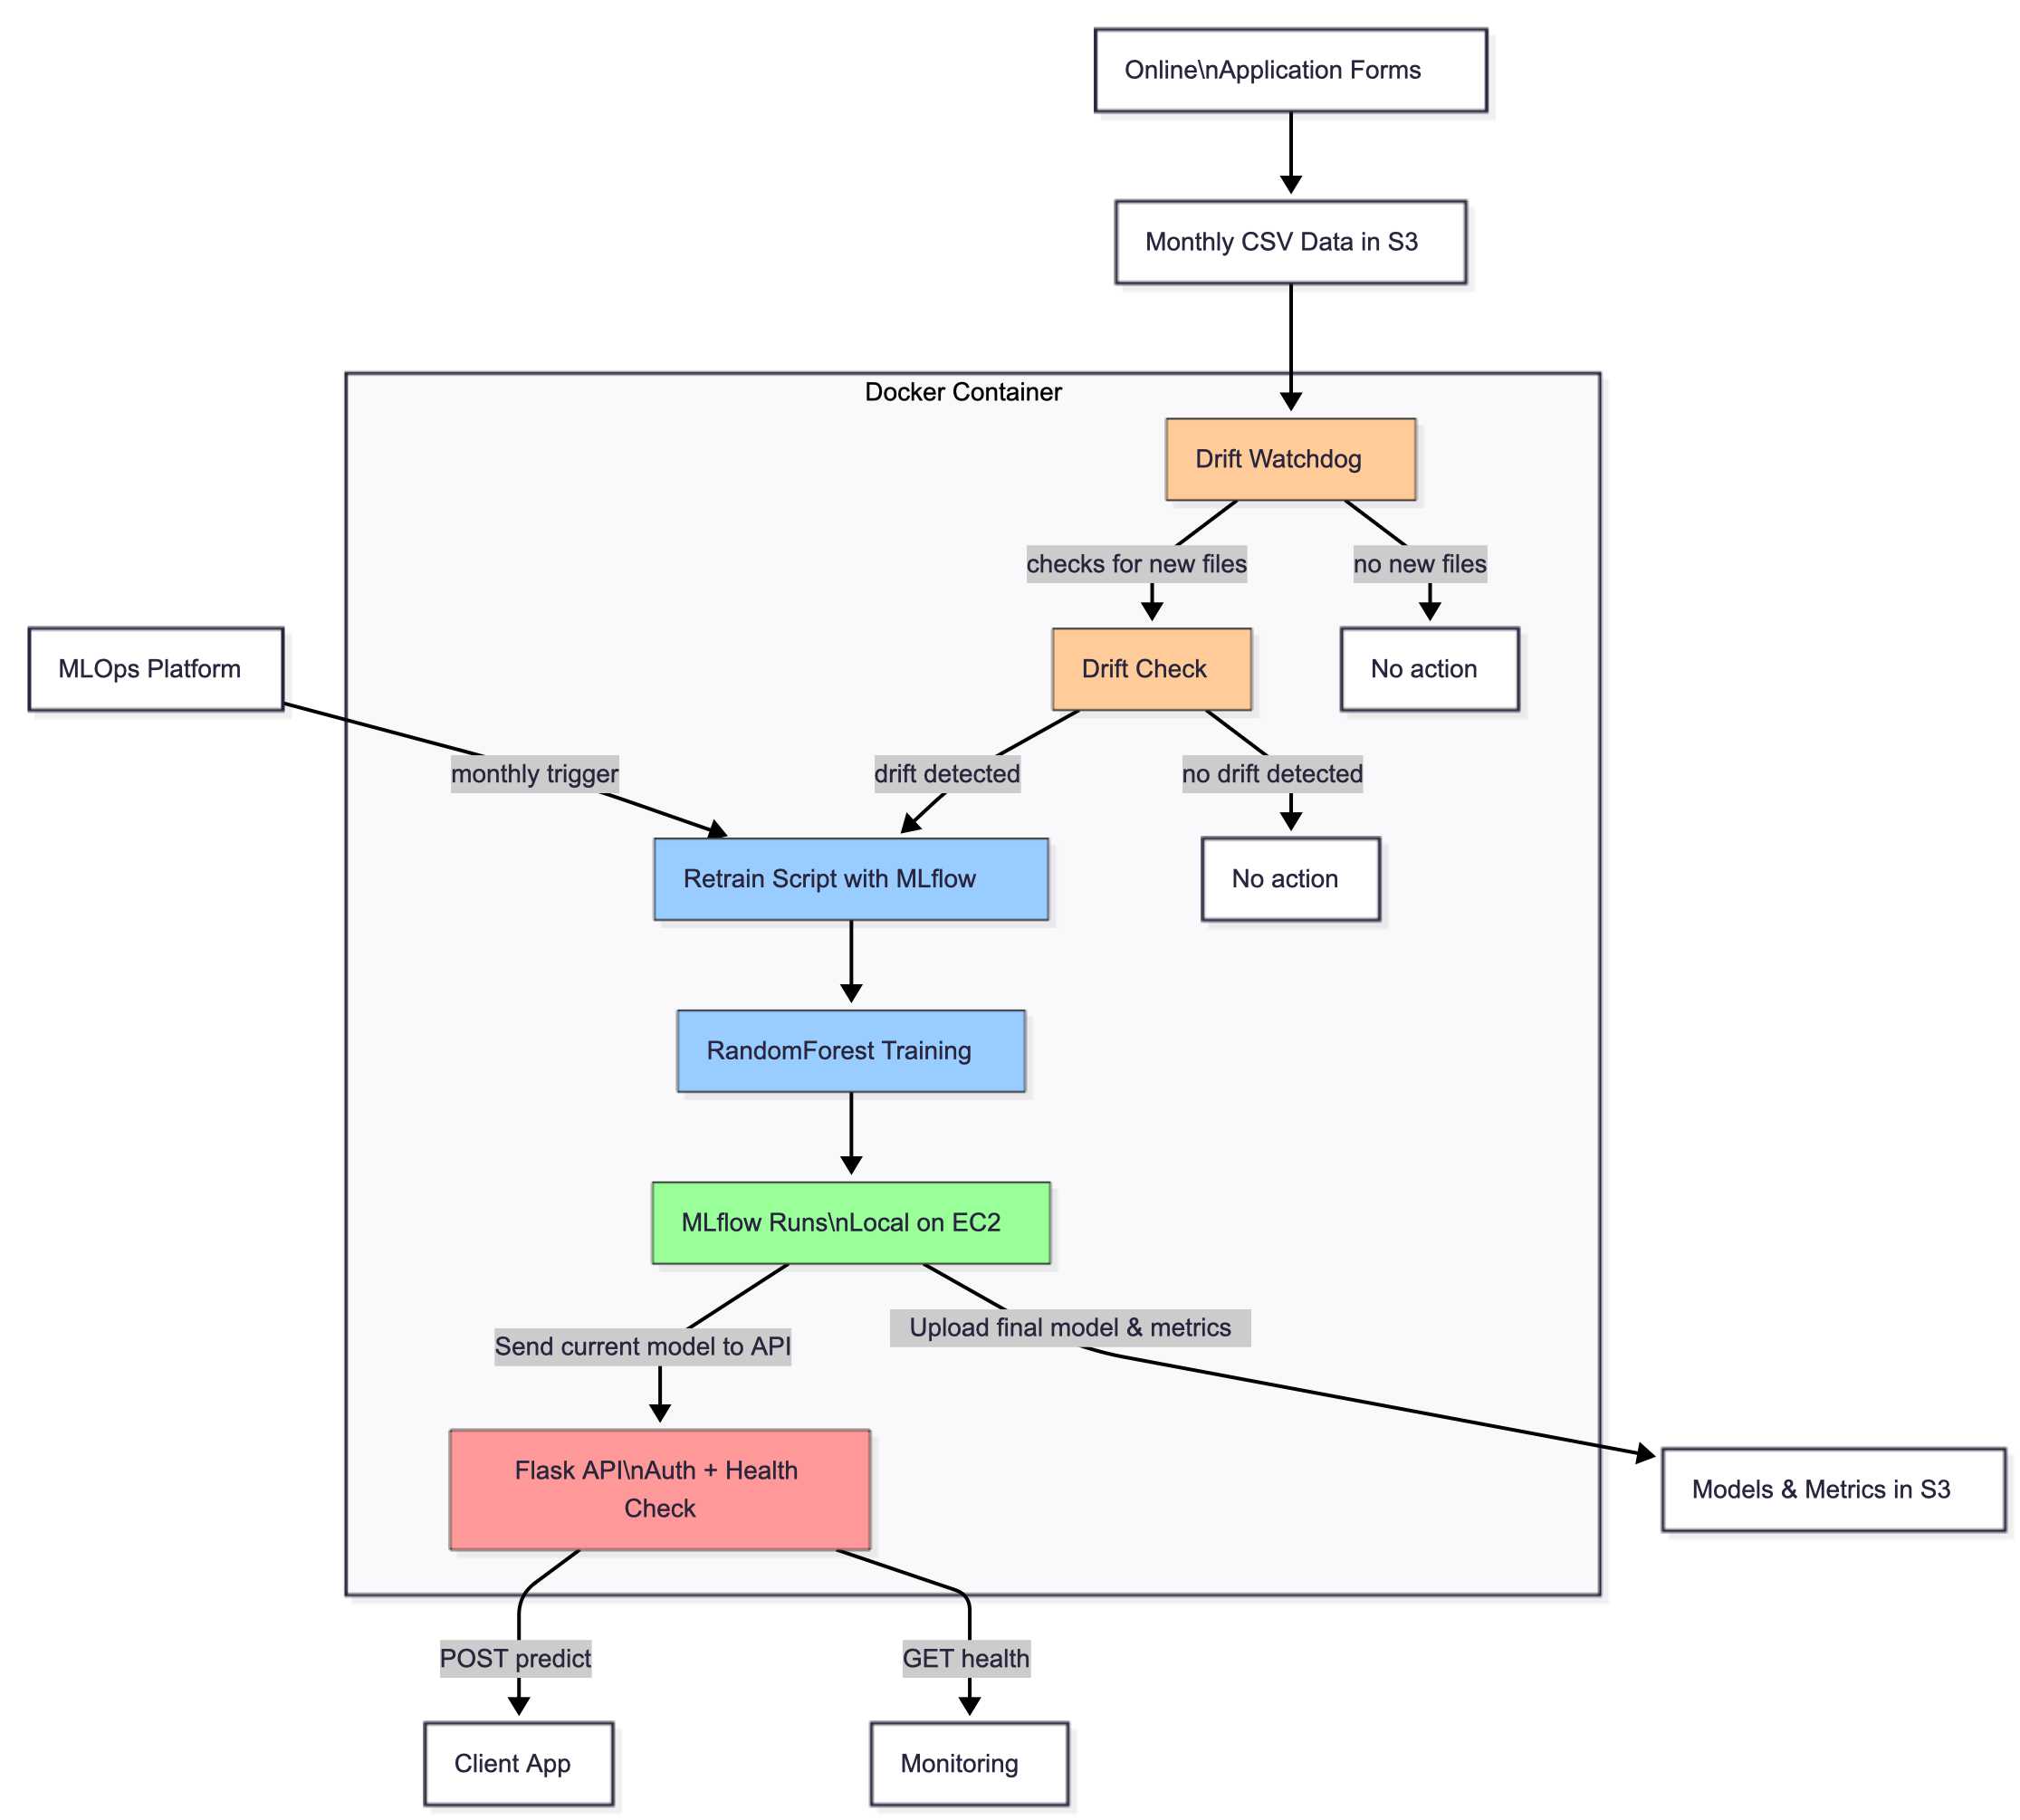 Online\nApplication Forms
Monthly CSV Data in S3
Docker Container
Drift Watchdog
checks for new files
no new files
MLOps Platform
Drift Check
No action
monthly trigger
drift detected
no drift detected
Retrain Script with MLflow
No action
RandomForest Training
MLflow Runs\nLocal on EC2
Upload final model & metrics
Send current model to API
Flask API\nAuth + Health
Check
Models & Metrics in S3
POST predict
GET health
Client App
Monitoring